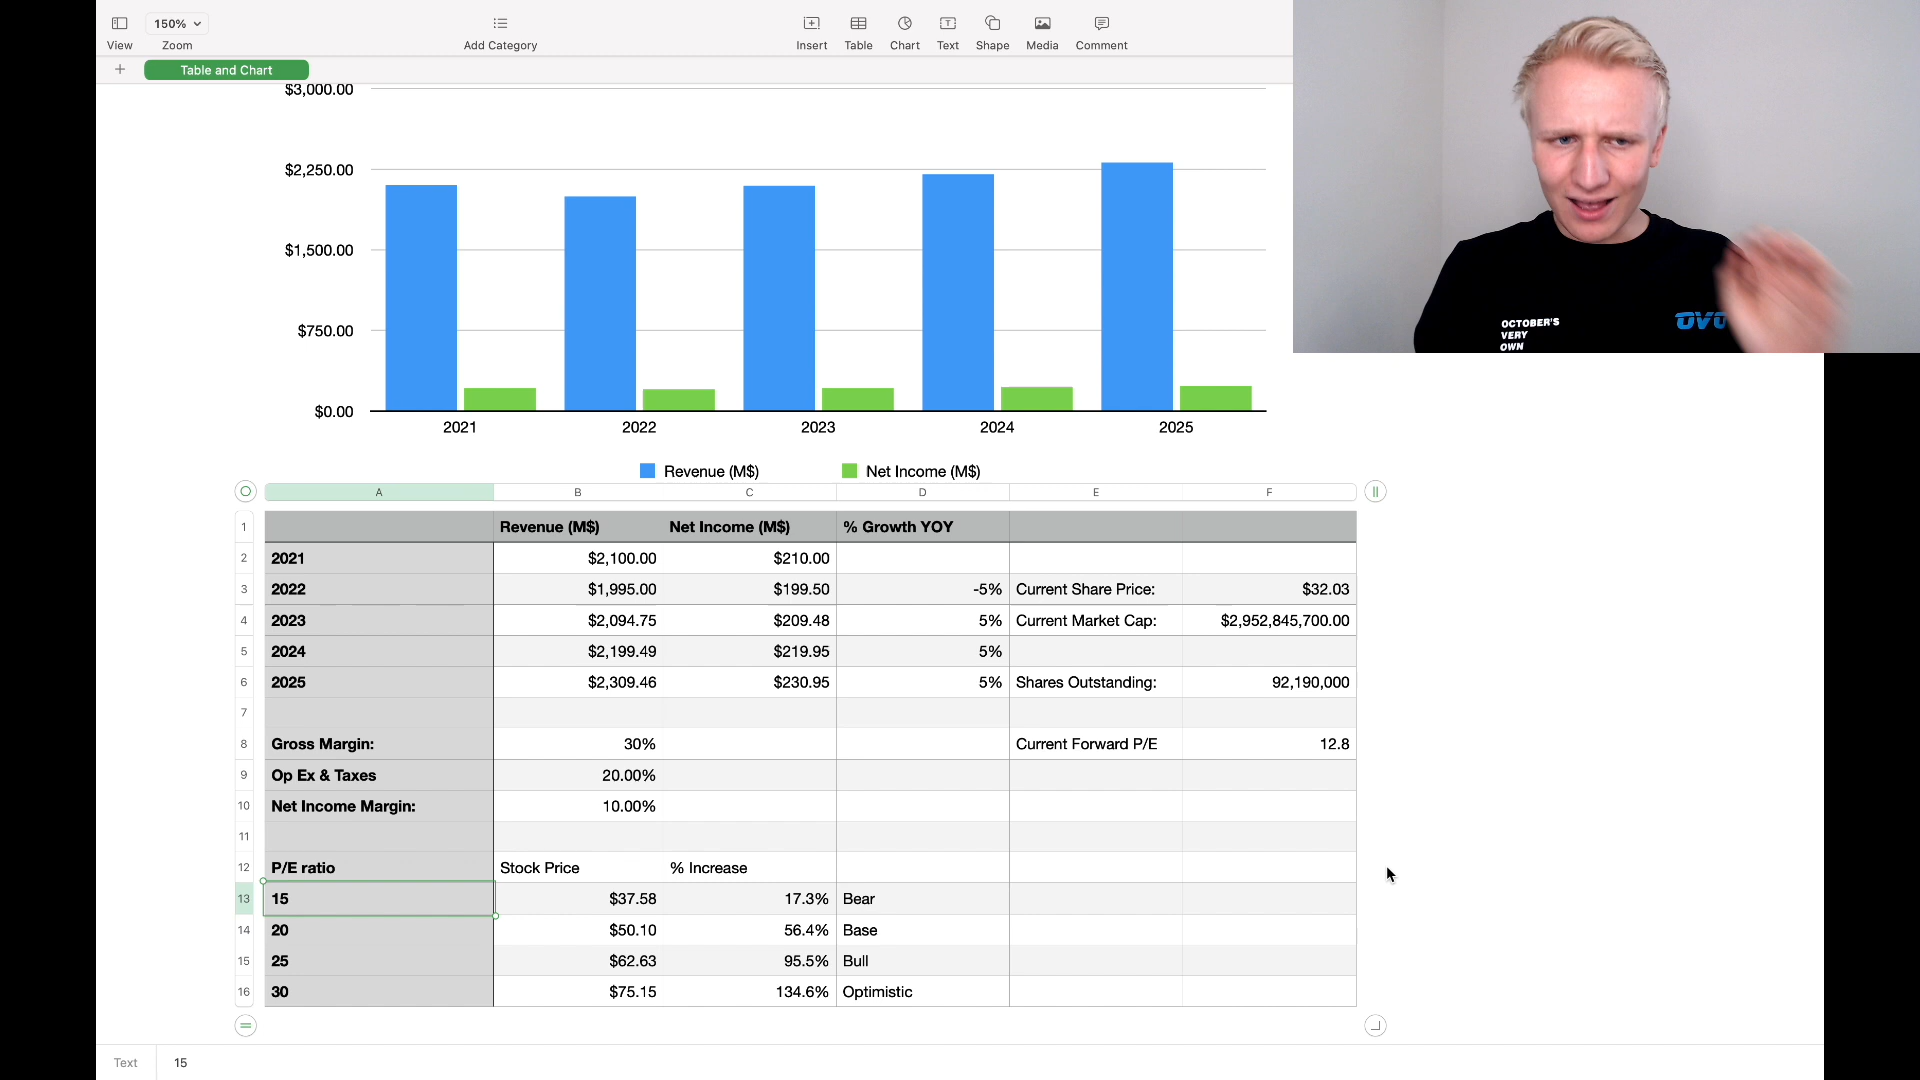 150%
View
Zoom
Add Category
Insert
Table
Chart
Text
Shape
Media
Comment
Table and Chart
$3,000.00
$2,250.00
$1,500.00
$750.00
$0.00
2021 2022 2023 2024 2025
Revenue (M$) Net Income (M$)
A B C D E F
1 Revenue (M$) Net Income (M$) % Growth YOY
2 2021 $2,100.00 $210.00
3 2022 $1,995.00 $199.50 -5% Current Share Price: $32.03
4 2023 $2,094.75 $209.48 5% Current Market Cap: $2,952,845,700.00
5 2024 $2,199.49 $219.95 5%
6 2025 $2,309.46 $230.95 5% Shares Outstanding: 92,190,000
7
8 Gross Margin: 30% Current Forward P/E 12.8
9 Op Ex & Taxes 20.00%
10 Net Income Margin: 10.00%
11
12 P/E ratio Stock Price % Increase
13 15 $37.58 17.3% Bear
14 20 $50.10 56.4% Base
15 25 $62.63 95.5% Bull
16 30 $75.15 134.6% Optimistic
Text 15
OCTOBER'S
VERY
OWN
OVO